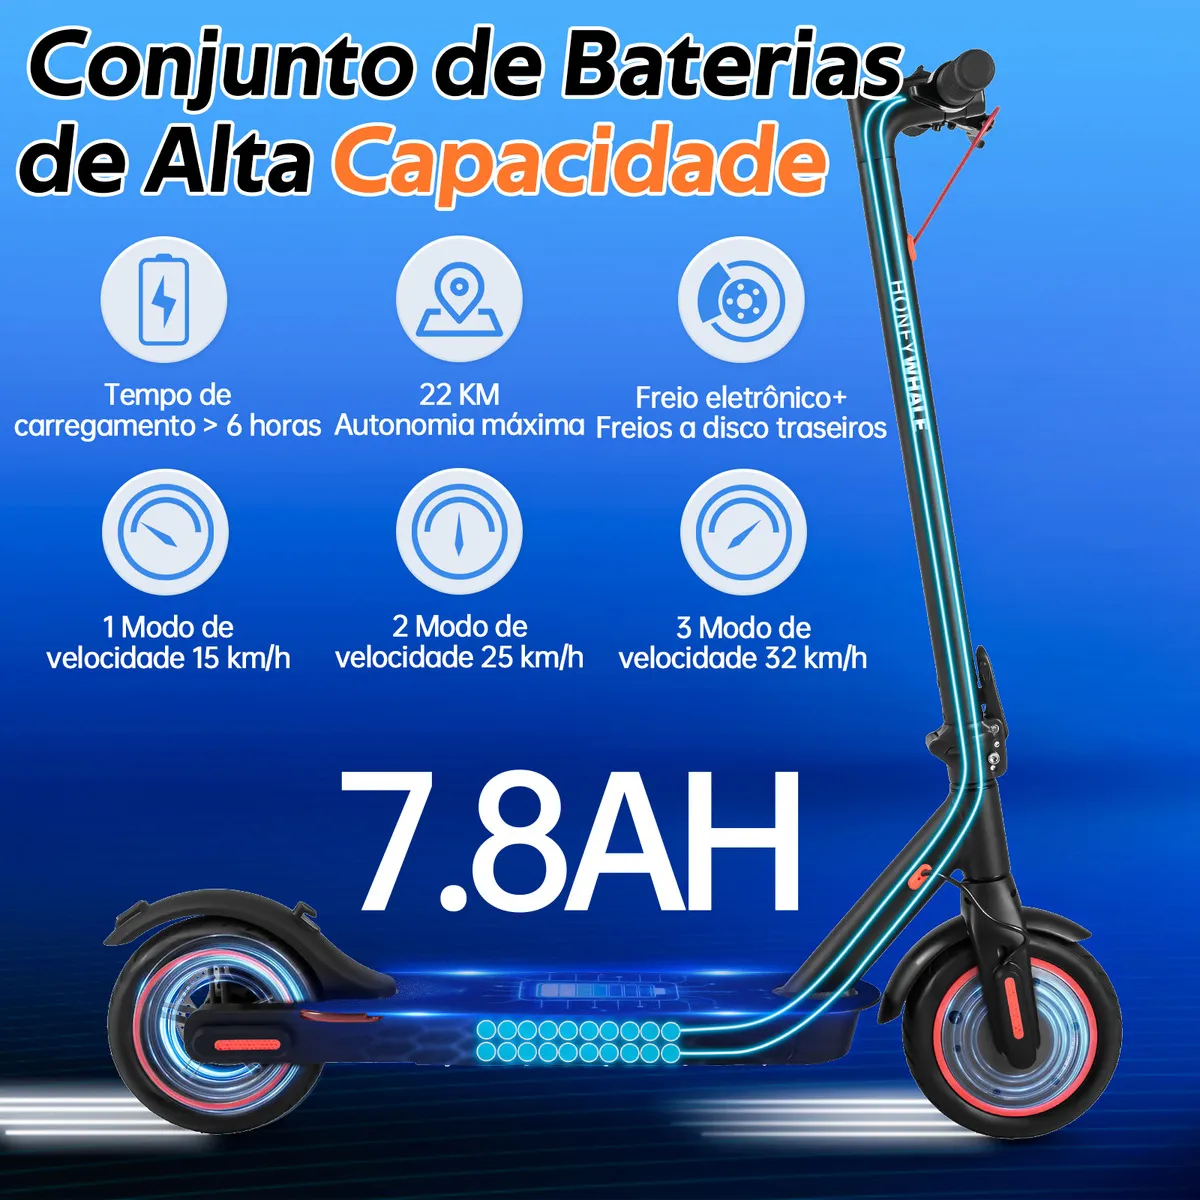 Conjunto de Baterias
de Alta Capacidade
Tempo de
carregamento > 6 horas
22 KM
Autonomia máxima
Freio eletrônico+
Freios a disco traseiros
1 Modo de
velocidade 15 km/h
2 Modo de
velocidade 25 km/h
3 Modo de
velocidade 32 km/h
7.8AH
HONEYWHALE